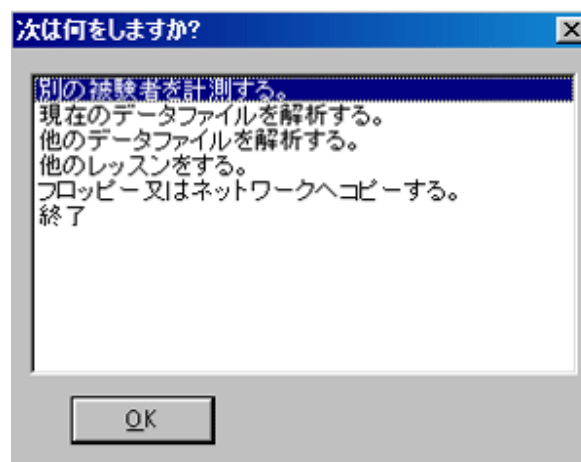 次は何をしますか?
別の被験者を計測する。
現在のデータファイルを解析する。
他のデータファイルを解析する。
他のレッスンをする。
フロッピー又はネットワークへコピーする。
終了
OK